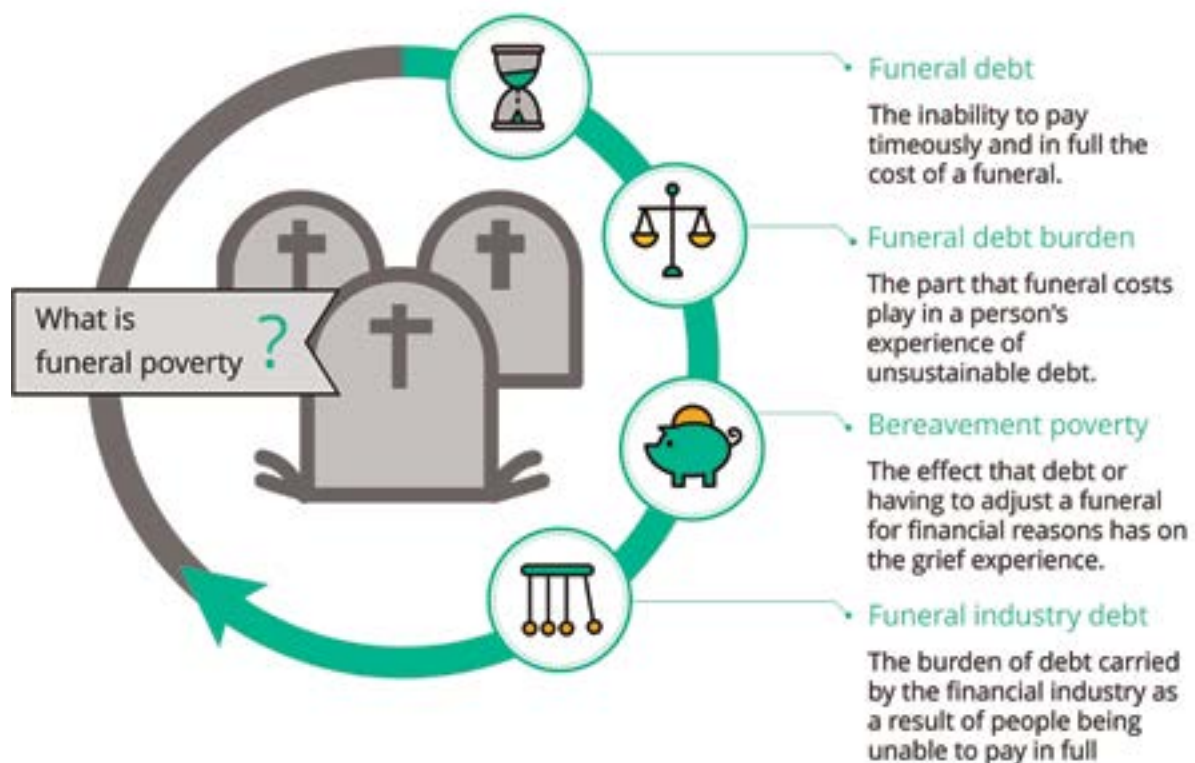 What is
funeral poverty ?
Funeral debt
The inability to pay
timeously and in full the
cost of a funeral.
Funeral debt burden
The part that funeral costs
play in a person's
experience of
unsustainable debt.
Bereavement poverty
The effect that debt or
having to adjust a funeral
for financial reasons has on
the grief experience.
Funeral industry debt
The burden of debt carried
by the financial industry as
a result of people being
unable to pay in full